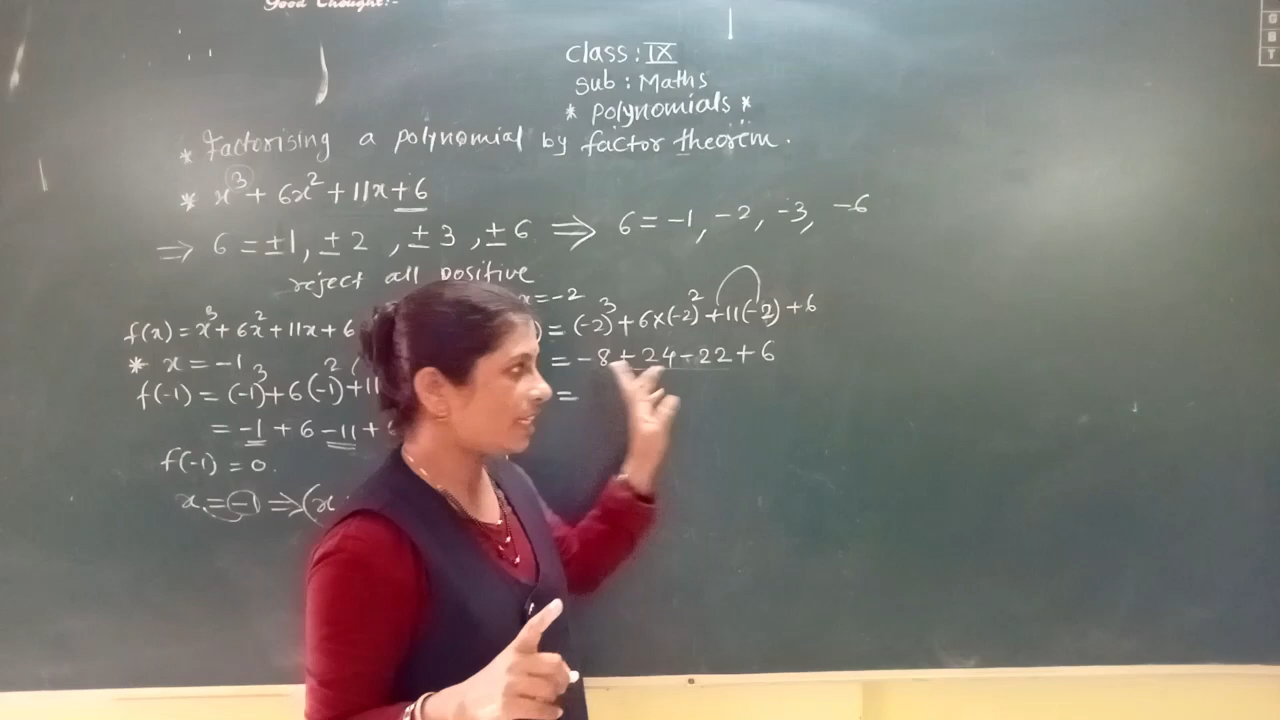 Good Thought:-
G
B
T
Class: IX
Sub: Maths
* Polynomials *
* Factorising a polynomial by factor theorem.
* x³ + 6x² + 11x + 6
⇒ 6 = ±1, ±2, ±3, ±6 ⇒ 6 = -1, -2, -3, -6
reject all positive
f(x) = x³ + 6x² + 11x + 6
* x = -1
f(-1) = (-1)³ + 6(-1)² + 11
= -1 + 6 - 11 +
f(-1) = 0.
x = -1 ⇒ (x
x = -2
) = (-2)³ + 6×(-2)² + 11(-2) + 6
= -8 + 24 - 22 + 6
=